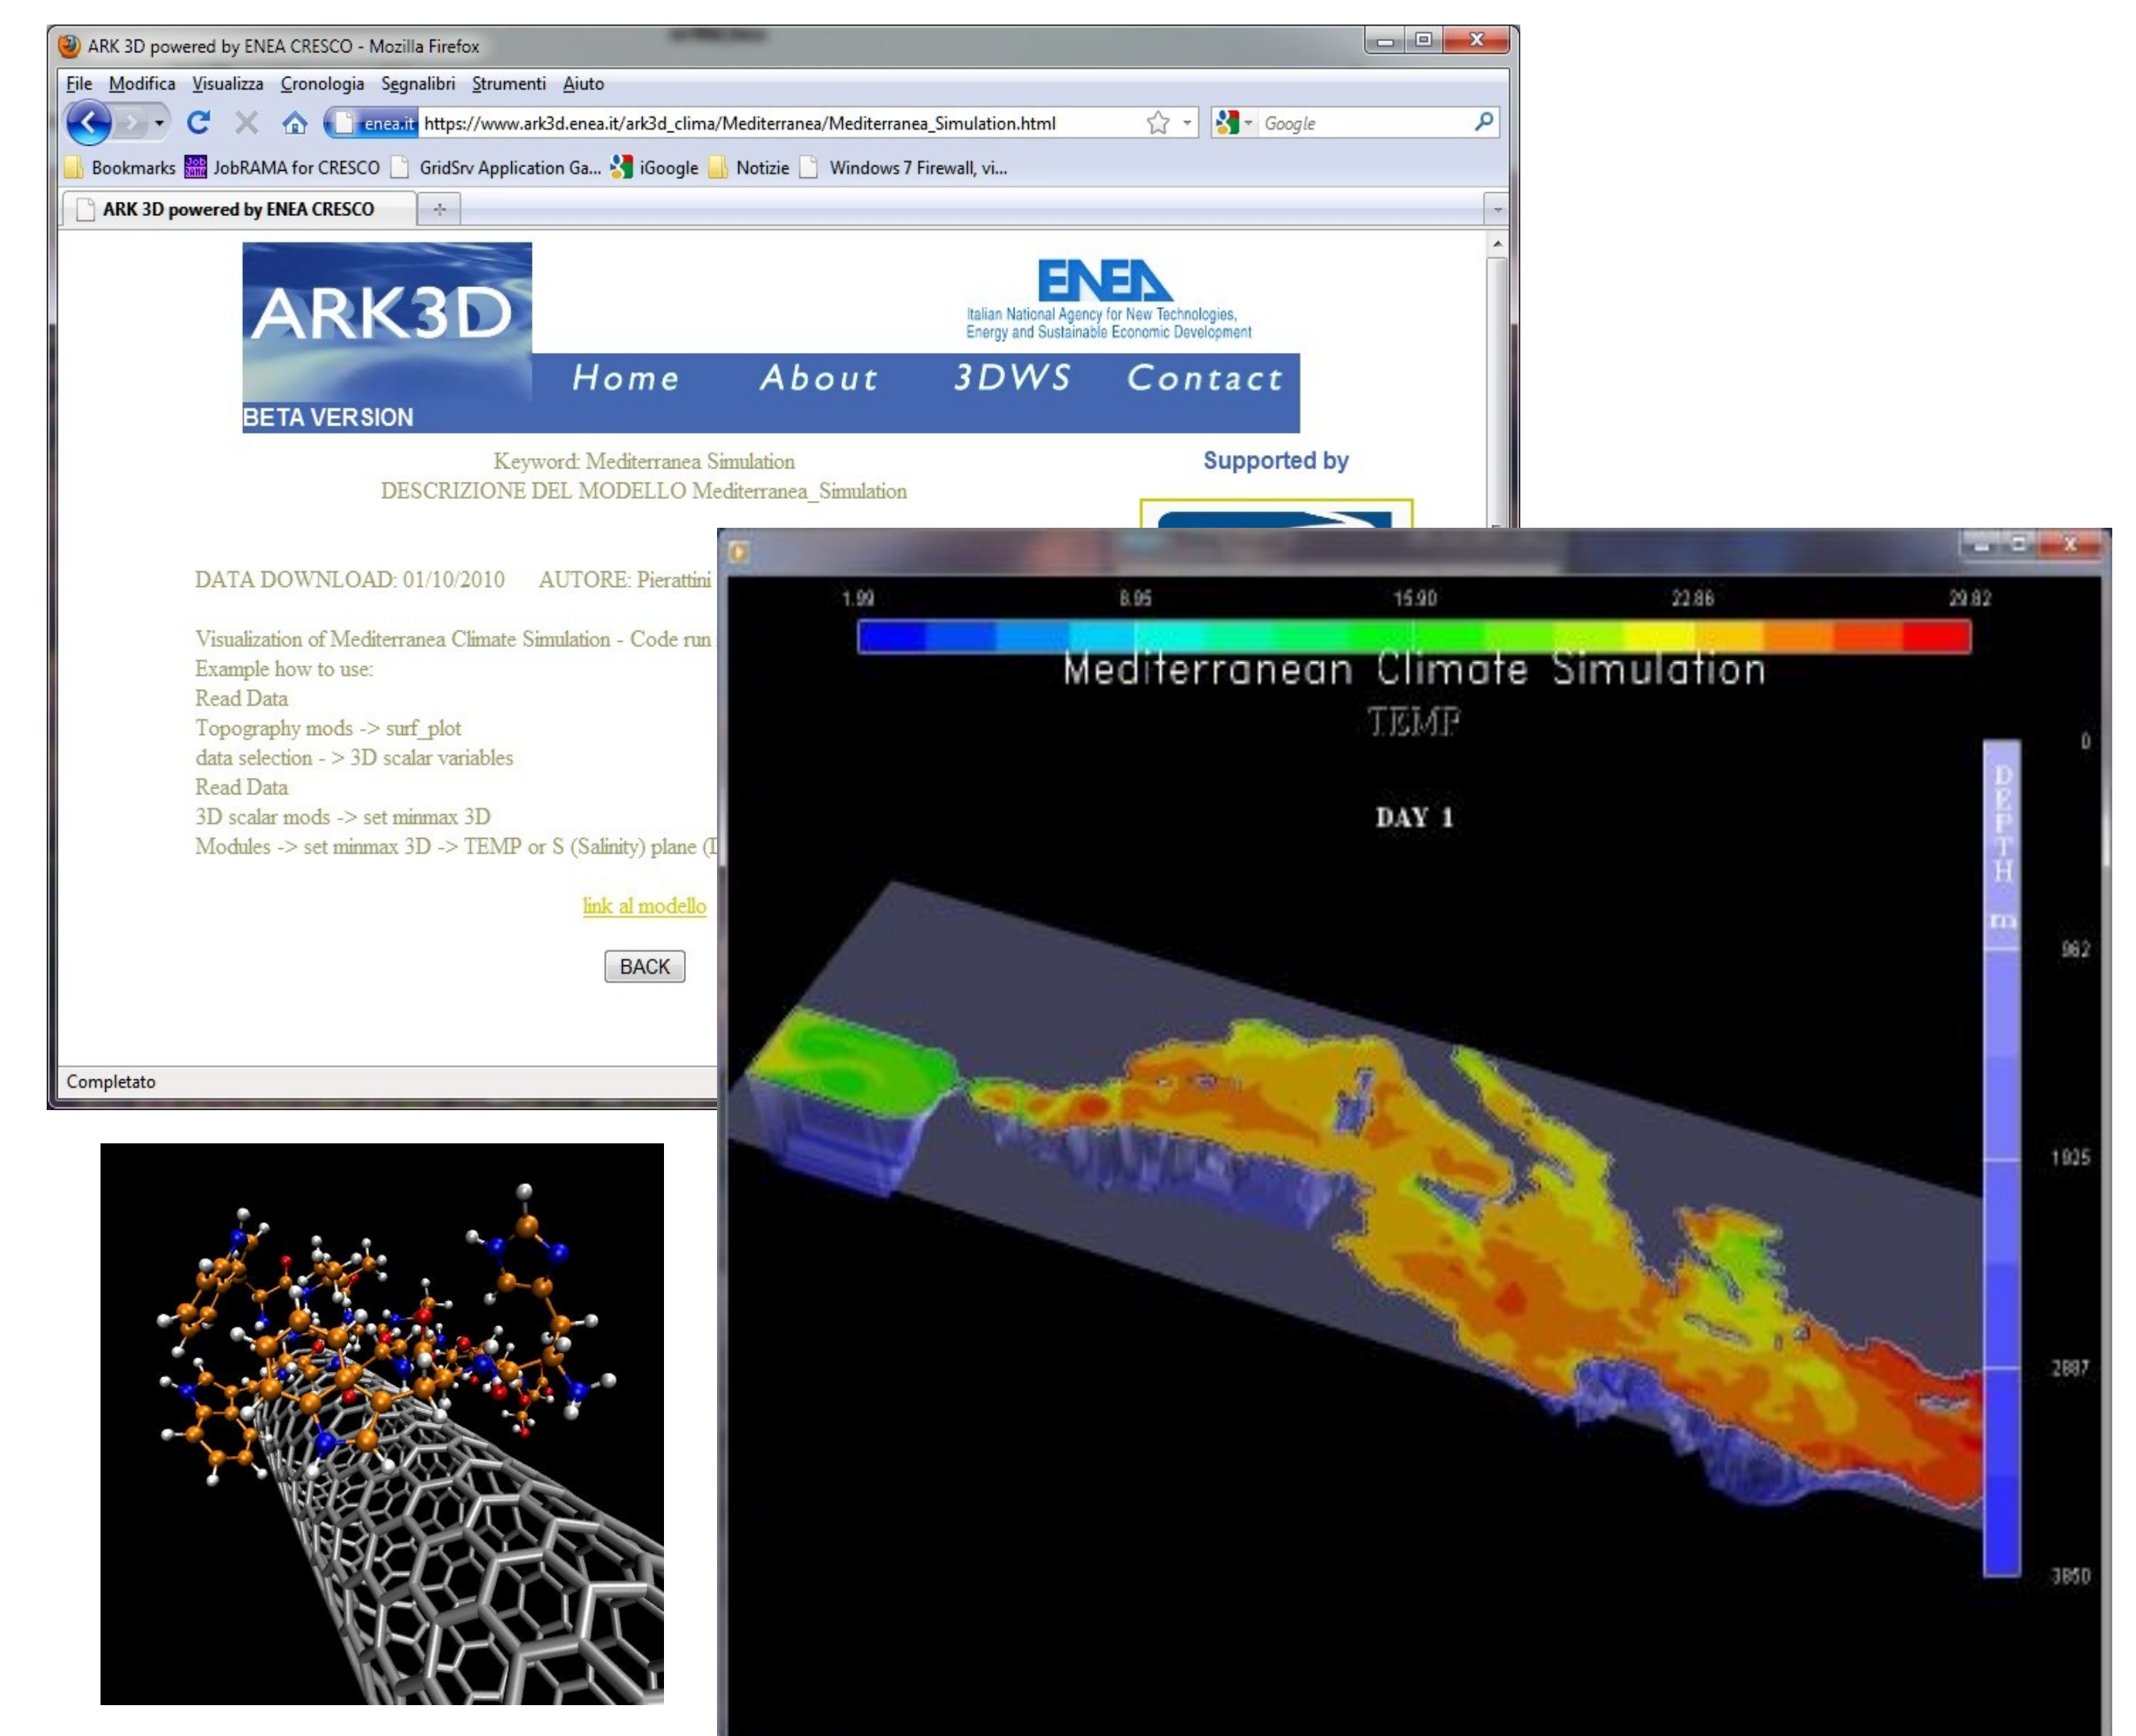 ARK 3D powered by ENEA CRESCO - Mozilla Firefox
File Modifica Visualizza Cronologia Segnalibri Strumenti Aiuto
enea.it https://www.ark3d.enea.it/ark3d_clima/Mediterranea/Mediterranea_Simulation.html Google
Bookmarks JobRAMA for CRESCO GridSrv Application Ga... iGoogle Notizie Windows 7 Firewall, vi...
ARK 3D powered by ENEA CRESCO
ARK3D
ENEA
Italian National Agency for New Technologies,
Energy and Sustainable Economic Development
Home About 3DWS Contact
BETA VERSION
Keyword: Mediterranea Simulation
Supported by
DESCRIZIONE DEL MODELLO Mediterranea_Simulation
DATA DOWNLOAD: 01/10/2010 AUTORE: Pierattini
Visualization of Mediterranea Climate Simulation - Code run
Example how to use:
Read Data
Topography mods -> surf_plot
data selection - > 3D scalar variables
Read Data
3D scalar mods -> set minmax 3D
Modules -> set minmax 3D -> TEMP or S (Salinity) plane (
link al modello
BACK
Completato
1.99 8.95 15.90 22.86 29.82
Mediterranean Climate Simulation
TEMP
DAY 1
DEPTH m
0
962
1925
2887
3850